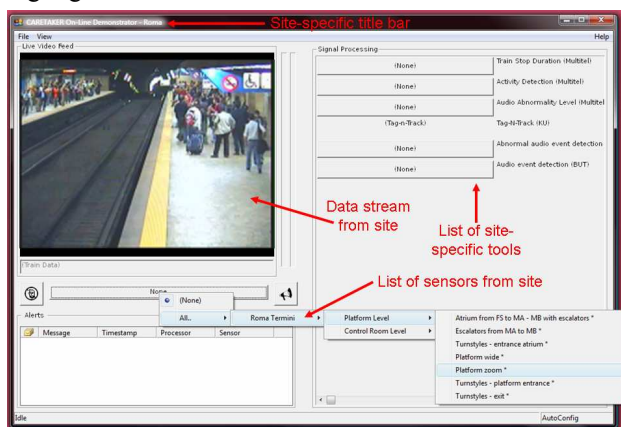 CARETAKER On-Line Demonstrator - Roma
Site-specific title bar
File View Help
Live Video Feed
Signal Processing
(None) Train Stop Duration (Multitel)
(None) Activity Detection (Multitel)
(None) Audio Abnormality Level (Multitel
(Tag-n-Track) Tag-N-Track (KU)
(None) Abnormal audio event detection
(None) Audio event detection (BUT)
Data stream
from site
List of site-
specific tools
(Train Data)
None
List of sensors from site
(None)
All..
Roma Termini
Platform Level
Control Room Level
Atrium from FS to MA - MB with escalators *
Escalators from MA to MB *
Turnstyles - entrance atrium *
Platform wide *
Platform zoom *
Turnstyles - platform entrance *
Turnstyles - exit *
Alerts
Message Timestamp Processor Sensor
Idle AutoConfig